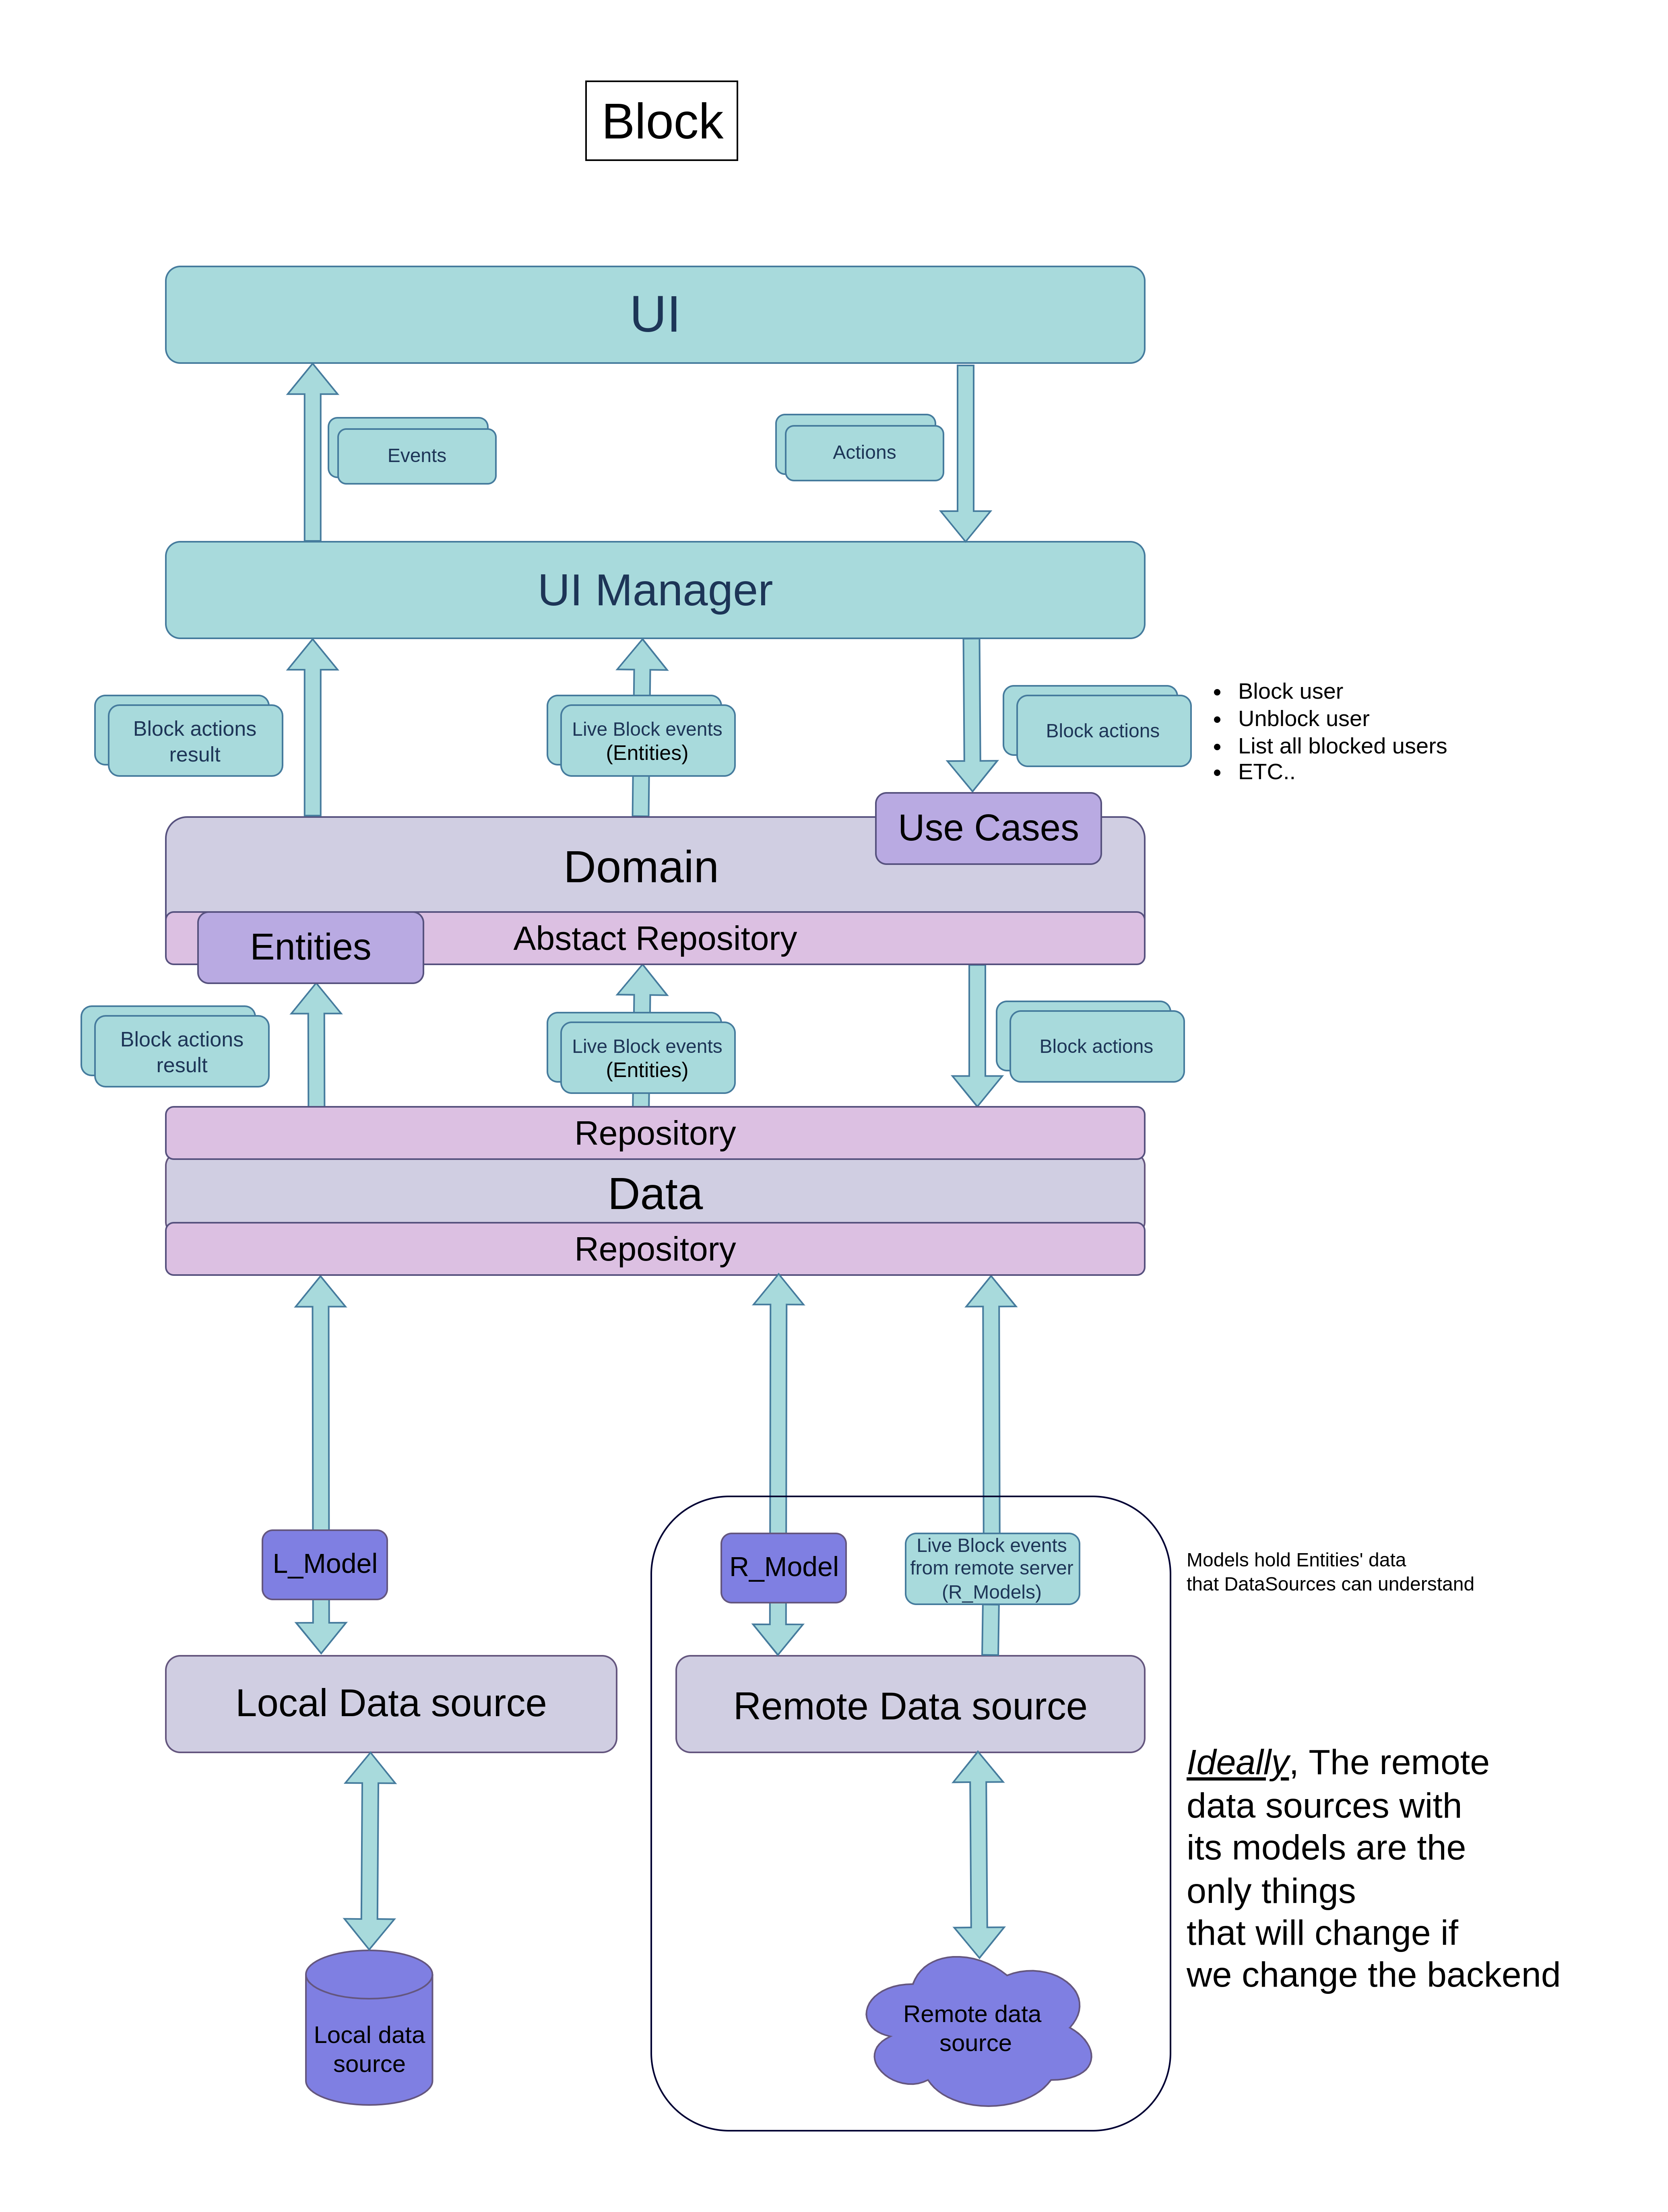 Block
UI
Events
Actions
UI Manager
Block actions
result
Live Block events
(Entities)
Block actions
• Block user
• Unblock user
• List all blocked users
• ETC..
Use Cases
Domain
Entities
Abstact Repository
Block actions
result
Live Block events
(Entities)
Block actions
Repository
Data
Repository
L_Model
R_Model
Live Block events
from remote server
(R_Models)
Models hold Entities' data
that DataSources can understand
Local Data source
Remote Data source
Ideally, The remote
data sources with
its models are the
only things
that will change if
we change the backend
Local data
source
Remote data
source